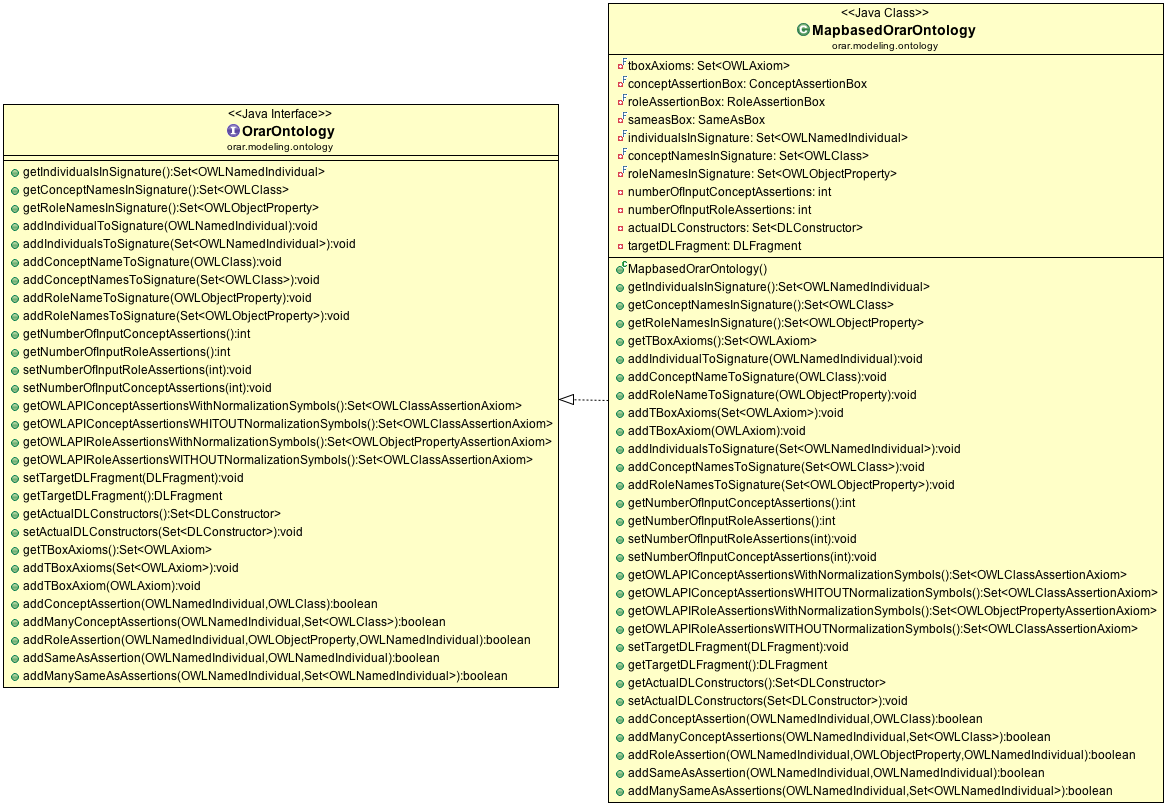 <<Java Interface>>
OrarOntology
orar.modeling.ontology
getIndividualsInSignature():Set<OWLNamedIndividual>
getConceptNamesInSignature():Set<OWLClass>
getRoleNamesInSignature():Set<OWLObjectProperty>
addIndividualToSignature(OWLNamedIndividual):void
addIndividualsToSignature(Set<OWLNamedIndividual>):void
addConceptNameToSignature(OWLClass):void
addConceptNamesToSignature(Set<OWLClass>):void
addRoleNameToSignature(OWLObjectProperty):void
addRoleNamesToSignature(Set<OWLObjectProperty>):void
getNumberOfInputConceptAssertions():int
getNumberOfInputRoleAssertions():int
setNumberOfInputRoleAssertions(int):void
setNumberOfInputConceptAssertions(int):void
getOWLAPIConceptAssertionsWithNormalizationSymbols():Set<OWLClassAssertionAxiom>
getOWLAPIConceptAssertionsWHITOUTNormalizationSymbols():Set<OWLClassAssertionAxiom>
getOWLAPIRoleAssertionsWithNormalizationSymbols():Set<OWLObjectPropertyAssertionAxiom>
getOWLAPIRoleAssertionsWITHOUTNormalizationSymbols():Set<OWLClassAssertionAxiom>
setTargetDLFragment(DLFragment):void
getTargetDLFragment():DLFragment
getActualDLConstructors():Set<DLConstructor>
setActualDLConstructors(Set<DLConstructor>):void
getTBoxAxioms():Set<OWLAxiom>
addTBoxAxioms(Set<OWLAxiom>):void
addTBoxAxiom(OWLAxiom):void
addConceptAssertion(OWLNamedIndividual,OWLClass):boolean
addManyConceptAssertions(OWLNamedIndividual,Set<OWLClass>):boolean
addRoleAssertion(OWLNamedIndividual,OWLObjectProperty,OWLNamedIndividual):boolean
addSameAsAssertion(OWLNamedIndividual,OWLNamedIndividual):boolean
addManySameAsAssertions(OWLNamedIndividual,Set<OWLNamedIndividual>):boolean
<<Java Class>>
MapbasedOrarOntology
orar.modeling.ontology
tboxAxioms: Set<OWLAxiom>
conceptAssertionBox: ConceptAssertionBox
roleAssertionBox: RoleAssertionBox
sameasBox: SameAsBox
individualsInSignature: Set<OWLNamedIndividual>
conceptNamesInSignature: Set<OWLClass>
roleNamesInSignature: Set<OWLObjectProperty>
numberOfInputConceptAssertions: int
numberOfInputRoleAssertions: int
actualDLConstructors: Set<DLConstructor>
targetDLFragment: DLFragment
MapbasedOrarOntology()
getIndividualsInSignature():Set<OWLNamedIndividual>
getConceptNamesInSignature():Set<OWLClass>
getRoleNamesInSignature():Set<OWLObjectProperty>
getTBoxAxioms():Set<OWLAxiom>
addIndividualToSignature(OWLNamedIndividual):void
addConceptNameToSignature(OWLClass):void
addRoleNameToSignature(OWLObjectProperty):void
addTBoxAxioms(Set<OWLAxiom>):void
addTBoxAxiom(OWLAxiom):void
addIndividualsToSignature(Set<OWLNamedIndividual>):void
addConceptNamesToSignature(Set<OWLClass>):void
addRoleNamesToSignature(Set<OWLObjectProperty>):void
getNumberOfInputConceptAssertions():int
getNumberOfInputRoleAssertions():int
setNumberOfInputRoleAssertions(int):void
setNumberOfInputConceptAssertions(int):void
getOWLAPIConceptAssertionsWithNormalizationSymbols():Set<OWLClassAssertionAxiom>
getOWLAPIConceptAssertionsWHITOUTNormalizationSymbols():Set<OWLClassAssertionAxiom>
getOWLAPIRoleAssertionsWithNormalizationSymbols():Set<OWLObjectPropertyAssertionAxiom>
getOWLAPIRoleAssertionsWITHOUTNormalizationSymbols():Set<OWLClassAssertionAxiom>
setTargetDLFragment(DLFragment):void
getTargetDLFragment():DLFragment
getActualDLConstructors():Set<DLConstructor>
setActualDLConstructors(Set<DLConstructor>):void
addConceptAssertion(OWLNamedIndividual,OWLClass):boolean
addManyConceptAssertions(OWLNamedIndividual,Set<OWLClass>):boolean
addRoleAssertion(OWLNamedIndividual,OWLObjectProperty,OWLNamedIndividual):boolean
addSameAsAssertion(OWLNamedIndividual,OWLNamedIndividual):boolean
addManySameAsAssertions(OWLNamedIndividual,Set<OWLNamedIndividual>):boolean